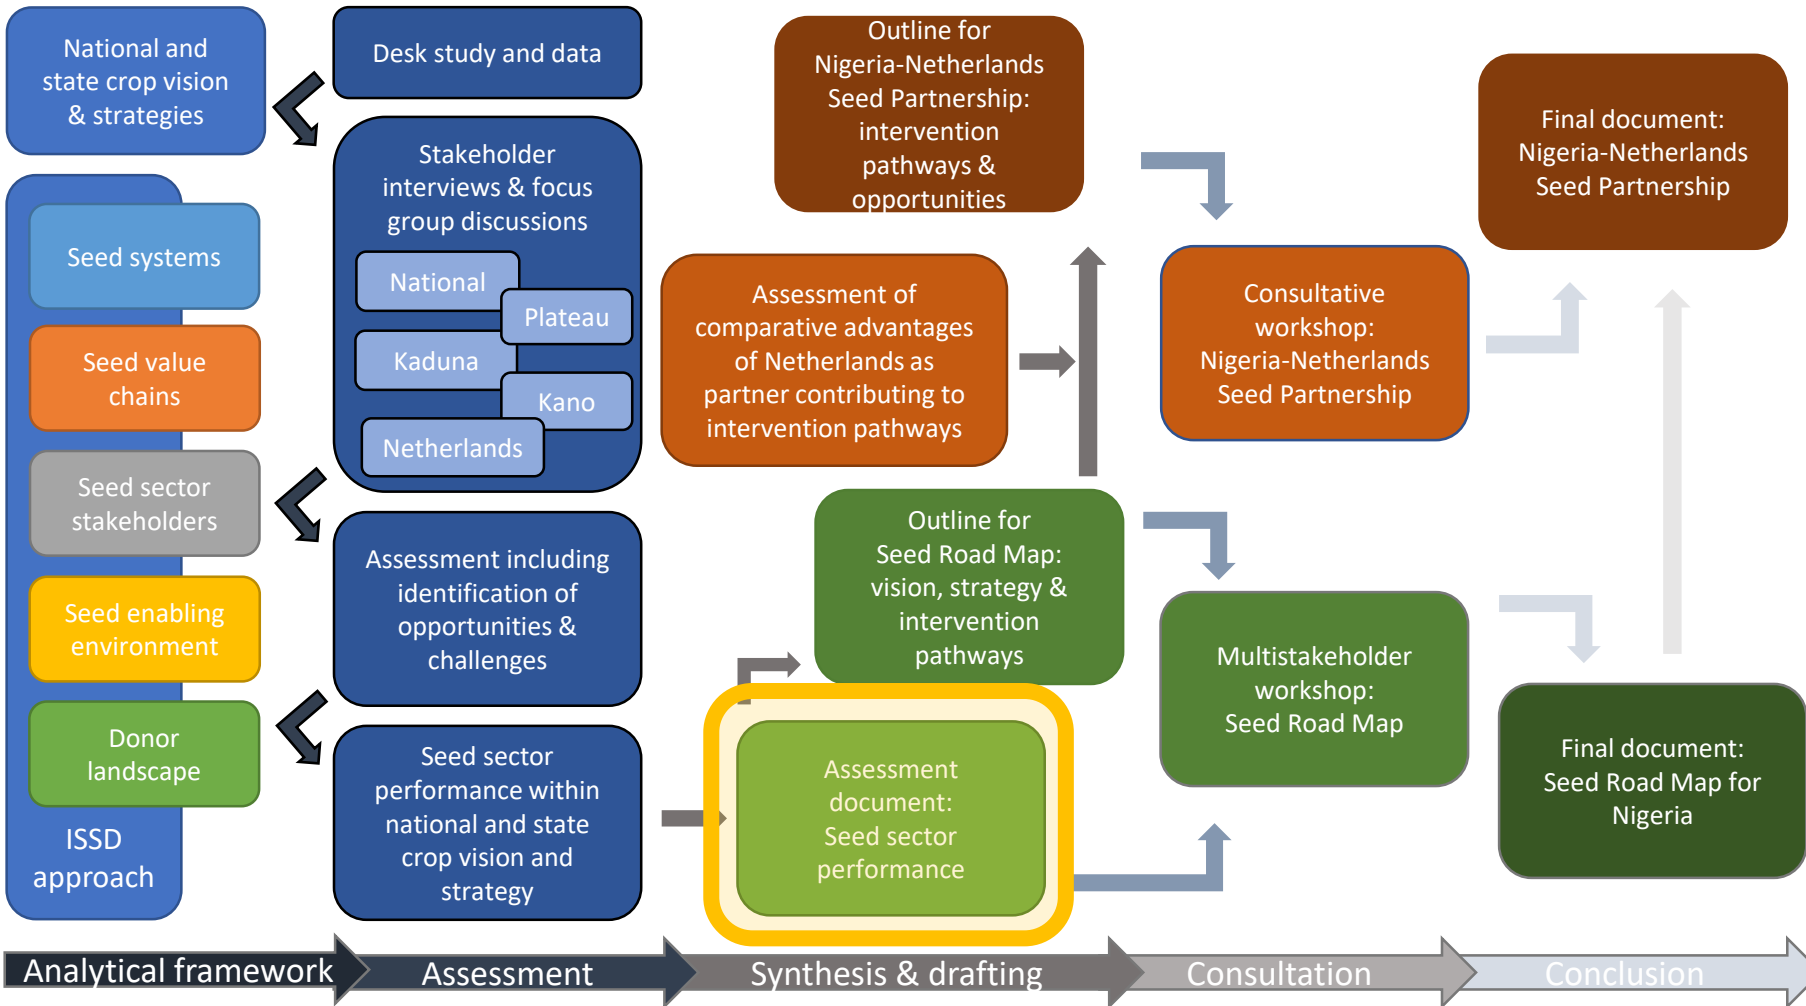 National and
state crop vision
& strategies
Seed systems
Seed value
chains
Seed sector
stakeholders
Seed enabling
environment
Donor
landscape
ISSD
approach
Desk study and data
Stakeholder
interviews & focus
group discussions
National
Plateau
Kaduna
Kano
Netherlands
Assessment including
identification of
opportunities &
challenges
Seed sector
performance within
national and state
crop vision and
strategy
Outline for
Nigeria-Netherlands
Seed Partnership:
intervention
pathways &
opportunities
Assessment of
comparative advantages
of Netherlands as
partner contributing to
intervention pathways
Outline for
Seed Road Map:
vision, strategy &
intervention
pathways
Assessment
document:
Seed sector
performance
Consultative
workshop:
Nigeria-Netherlands
Seed Partnership
Multistakeholder
workshop:
Seed Road Map
Final document:
Nigeria-Netherlands
Seed Partnership
Final document:
Seed Road Map for
Nigeria
Analytical framework
Assessment
Synthesis & drafting
Consultation
Conclusion